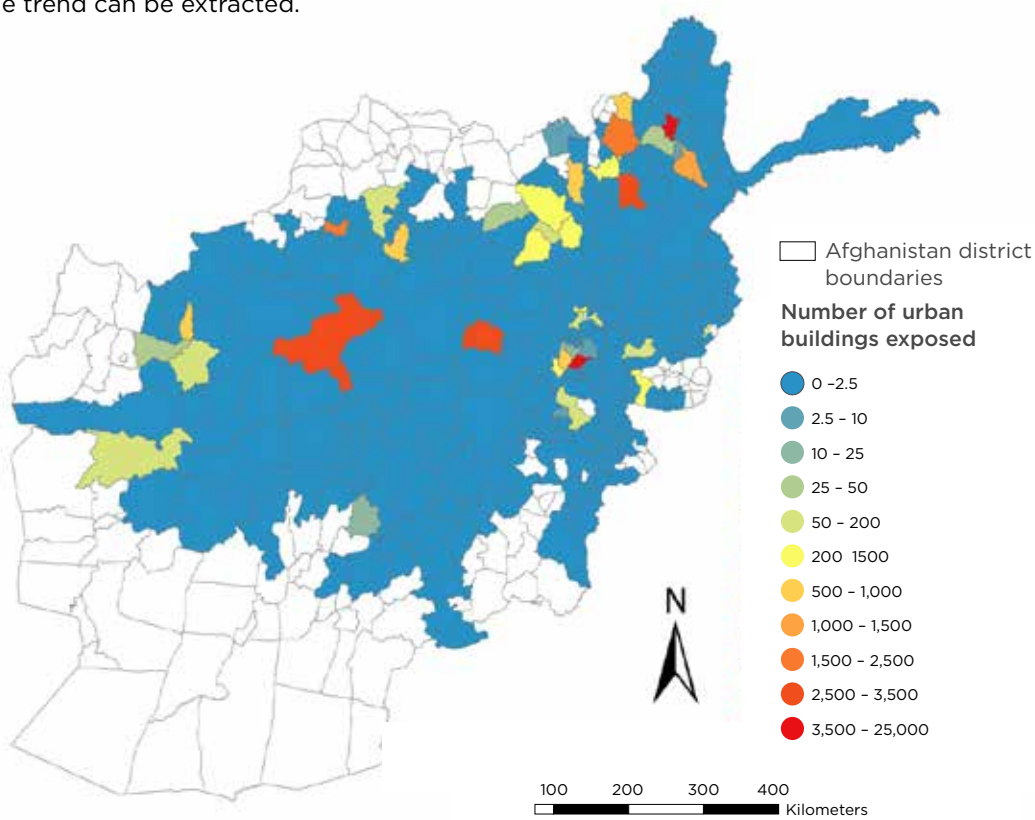 e trend can be extracted.
Afghanistan district
boundaries
Number of urban
buildings exposed
0 –2.5
2.5 – 10
10 – 25
25 – 50
50 – 200
200 1500
500 – 1,000
1,000 – 1,500
1,500 – 2,500
2,500 – 3,500
3,500 – 25,000
N
100 200 300 400
Kilometers